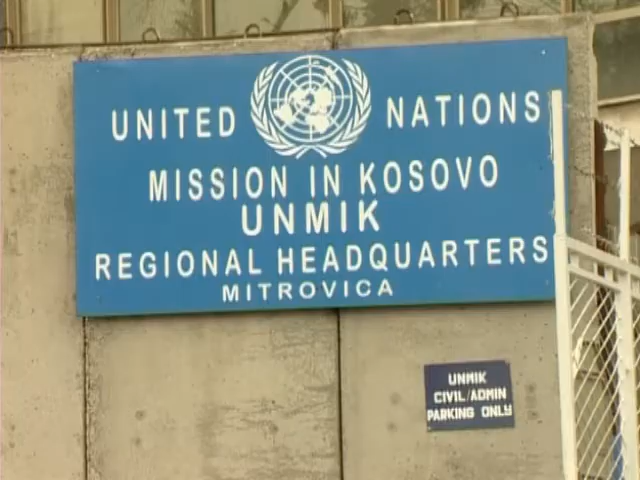 UNITED NATIONS
MISSION IN KOSOVO
UNMIK
REGIONAL HEADQUARTERS
MITROVICA
UNMIK
CIVIL/ADMIN
PARKING ONLY